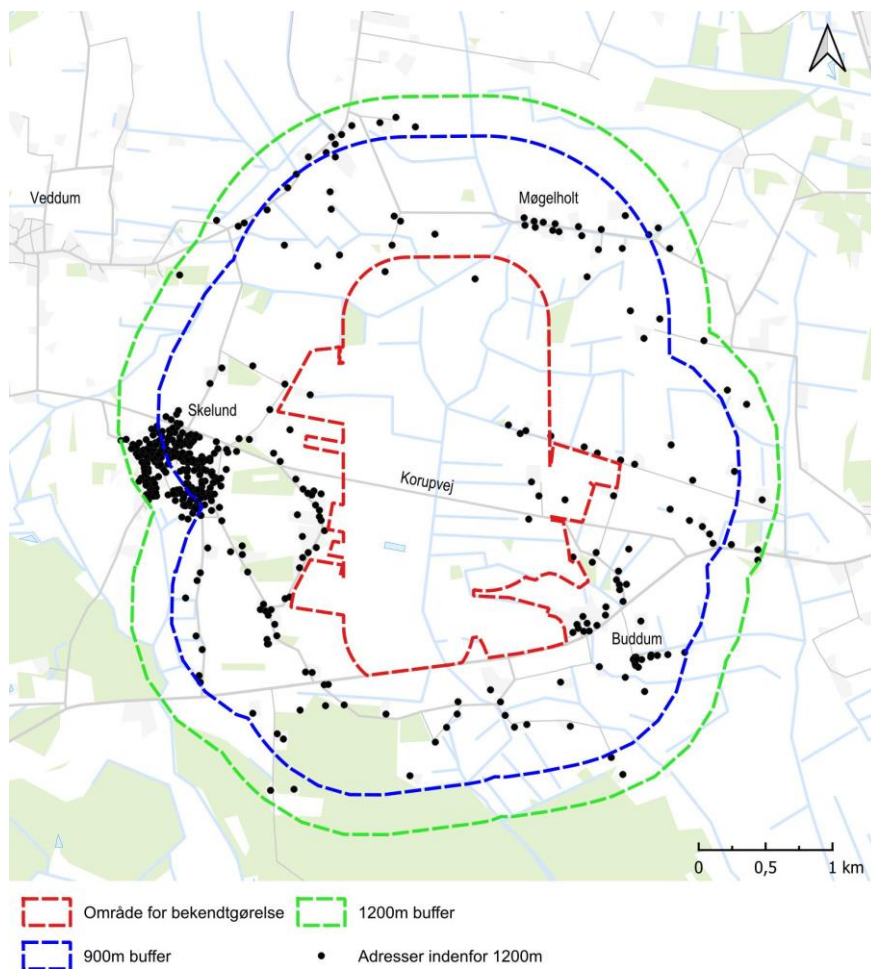 Veddum
Møgelholt
Skelund
Korupvej
Buddum
0 0,5 1 km
Område for bekendtgørelse
1200m buffer
900m buffer
Adresser indenfor 1200m